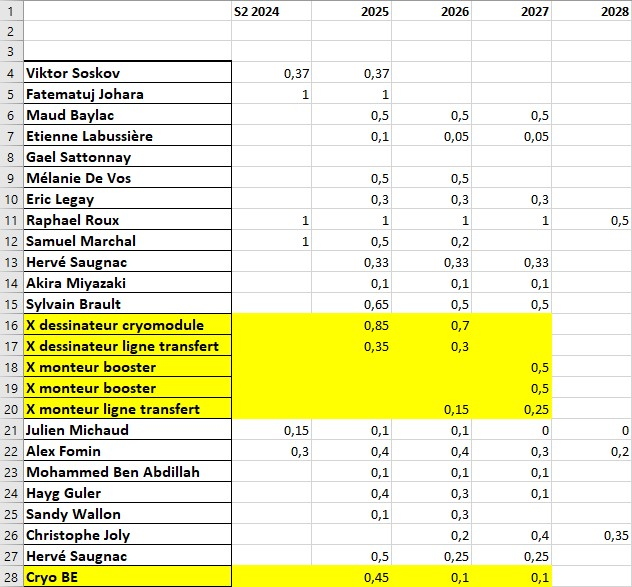 1 S2 2024 2025 2026 2027 2028
2
3
4 Viktor Soskov 0,37 0,37
5 Fatematuj Johara 1 1
6 Maud Baylac 0,5 0,5 0,5
7 Etienne Labussière 0,1 0,05 0,05
8 Gael Sattonnay
9 Mélanie De Vos 0,5 0,5
10 Eric Legay 0,3 0,3 0,3
11 Raphael Roux 1 1 1 1 0,5
12 Samuel Marchal 1 0,5 0,2
13 Hervé Saugnac 0,33 0,33 0,33
14 Akira Miyazaki 0,1 0,1 0,1
15 Sylvain Brault 0,65 0,5 0,5
16 X dessinateur cryomodule 0,85 0,7
17 X dessinateur ligne transfert 0,35 0,3
18 X monteur booster 0,5
19 X monteur booster 0,5
20 X monteur ligne transfert 0,15 0,25
21 Julien Michaud 0,15 0,1 0,1 0 0
22 Alex Fomin 0,3 0,4 0,4 0,3 0,2
23 Mohammed Ben Abdillah 0,1 0,1 0,1
24 Hayg Guler 0,4 0,3 0,1
25 Sandy Wallon 0,1 0,3
26 Christophe Joly 0,2 0,4 0,35
27 Hervé Saugnac 0,5 0,25 0,25
28 Cryo BE 0,45 0,1 0,1